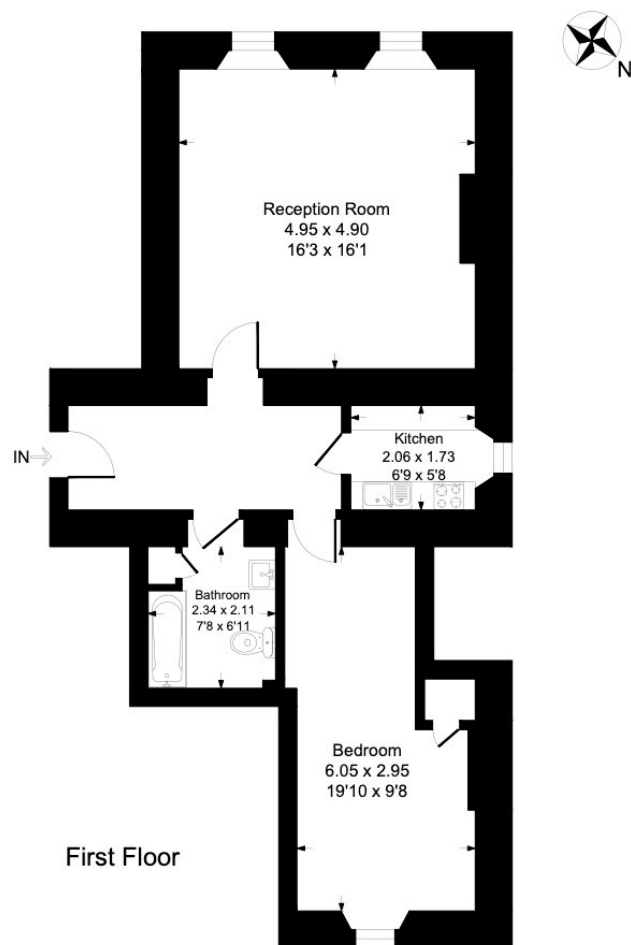 N
Reception Room
4.95 x 4.90
16'3 x 16'1
IN
Kitchen
2.06 x 1.73
6'9 x 5'8
Bathroom
2.34 x 2.11
7'8 x 6'11
Bedroom
6.05 x 2.95
19'10 x 9'8
First Floor